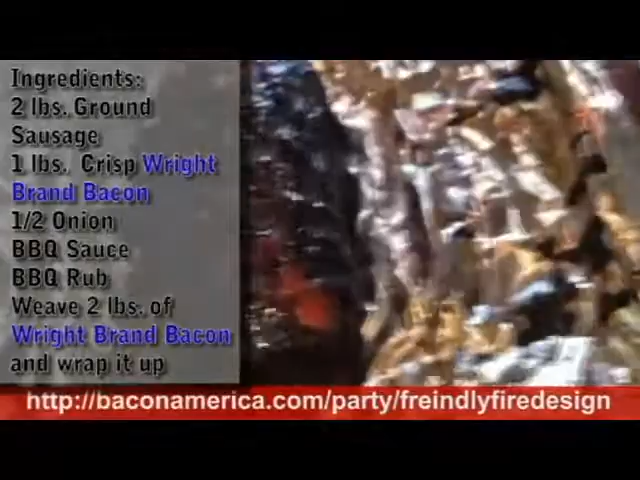 Ingredients:
2 lbs. Ground
Sausage
1 lbs. Crisp Wright
Brand Bacon
1/2 Onion
BBQ Sauce
BBQ Rub
Weave 2 lbs. of
Wright Brand Bacon
and wrap it up
http://baconamerica.com/party/freindlyfiredesign